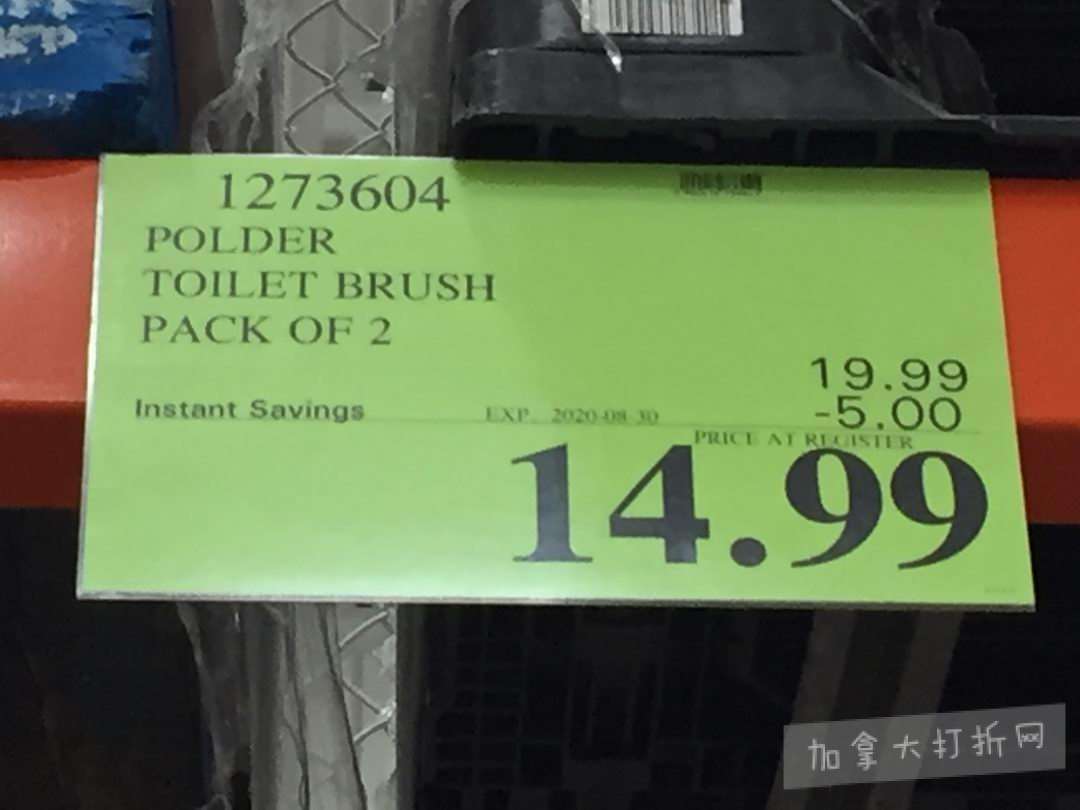 1273604
POLDER
TOILET BRUSH
PACK OF 2
19.99
Instant Savings EXP. 2020-08-30 -5.00
PRICE AT REGISTER
14.99
加拿大打折网